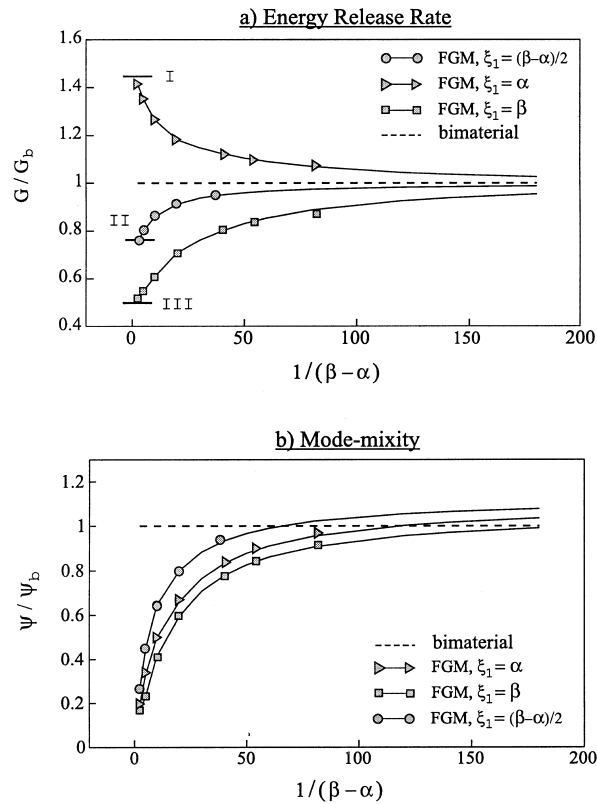 a) Energy Release Rate
1.6
1.4
1.2
1
0.8
0.6
0.4
G / G_b
I
II
III
FGM, ξ₁ = (β−α)/2
FGM, ξ₁ = α
FGM, ξ₁ = β
bimaterial
0 50 100 150 200
1/(β − α)
b) Mode-mixity
1.2
1
0.8
0.6
0.4
0.2
0
ψ / ψ_b
bimaterial
FGM, ξ₁ = α
FGM, ξ₁ = β
FGM, ξ₁ = (β−α)/2
0 50 100 150 200
1/(β − α)